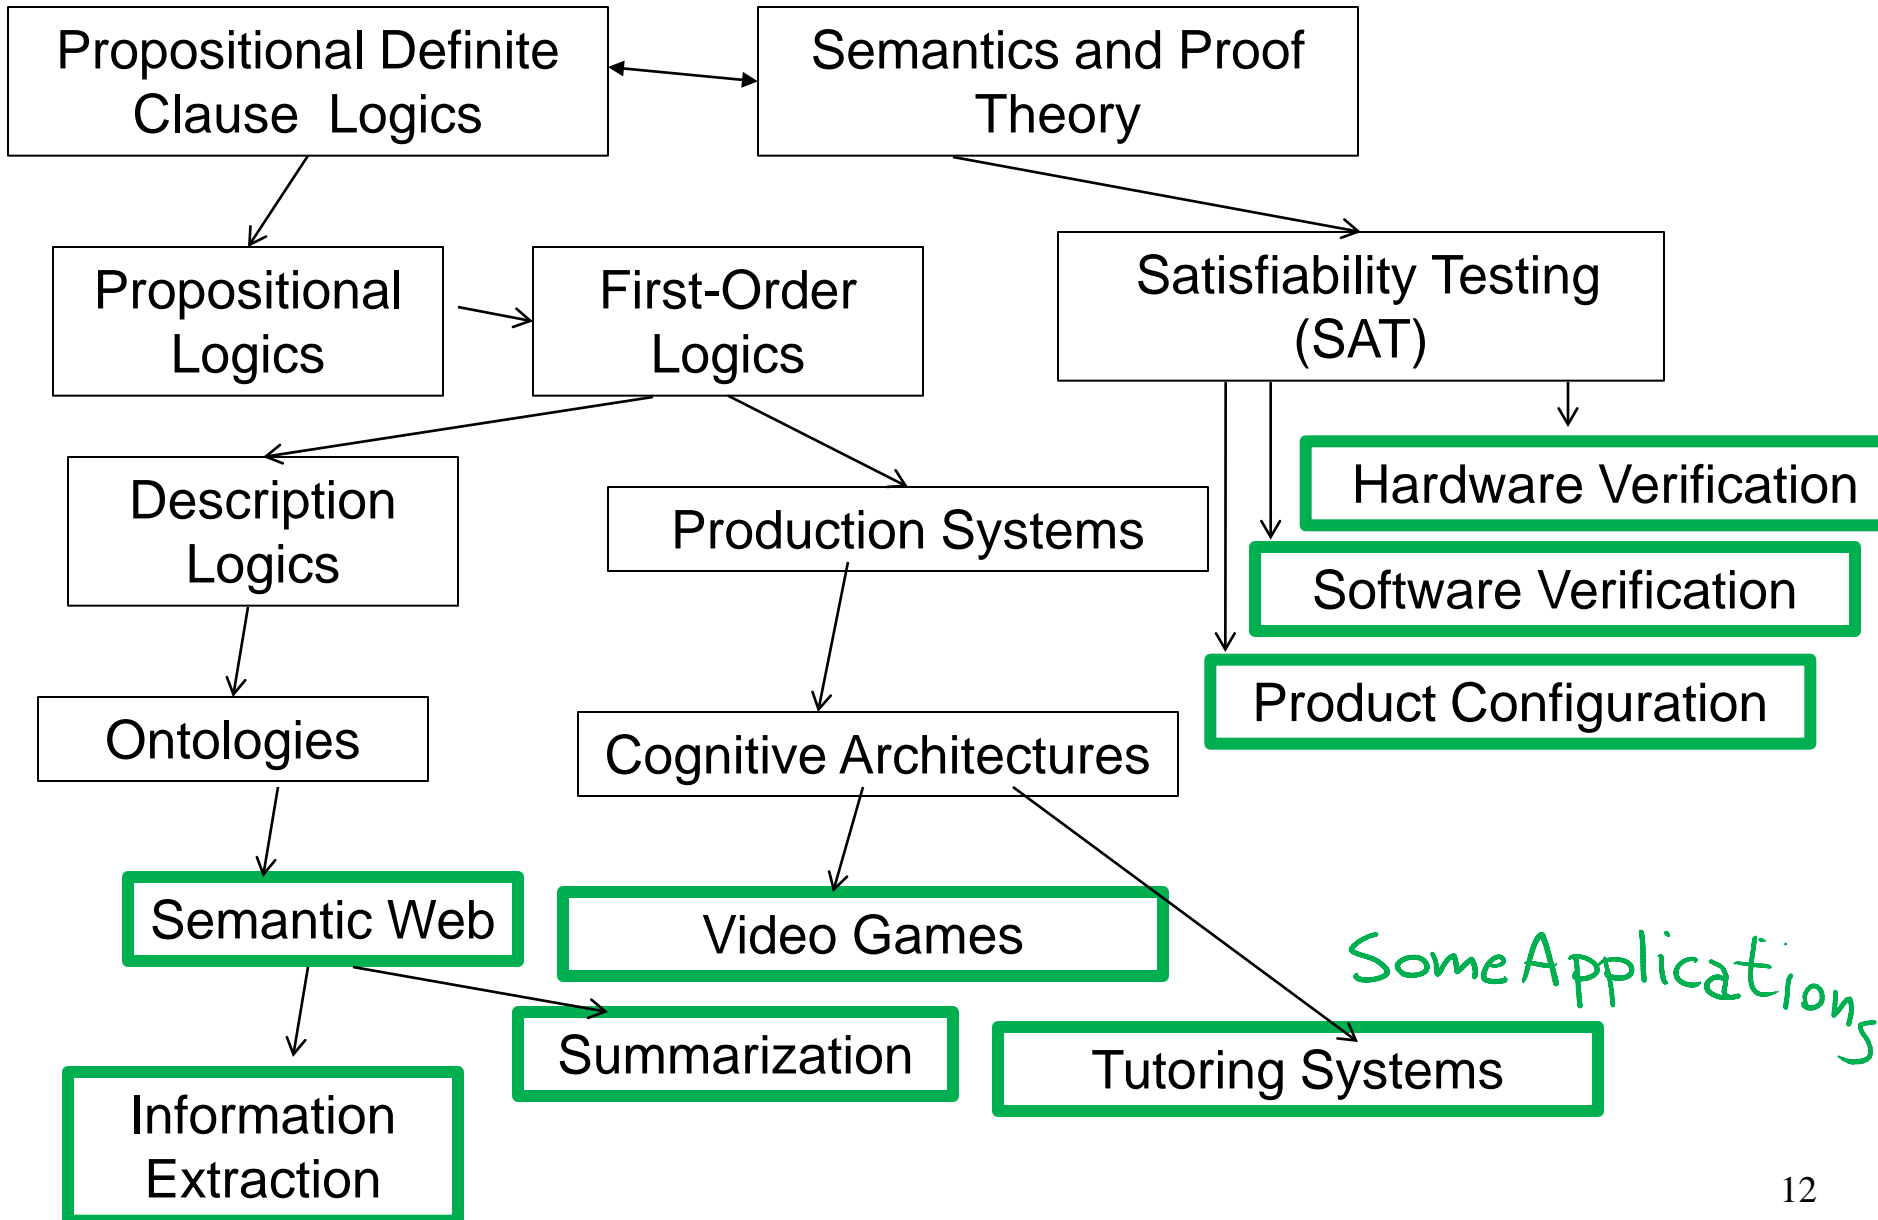 Propositional Definite
Clause Logics
Semantics and Proof
Theory
Propositional
Logics
First-Order
Logics
Satisfiability Testing
(SAT)
Description
Logics
Production Systems
Hardware Verification
Software Verification
Product Configuration
Ontologies
Cognitive Architectures
Semantic Web
Video Games
Some Applications
Summarization
Tutoring Systems
Information
Extraction
12